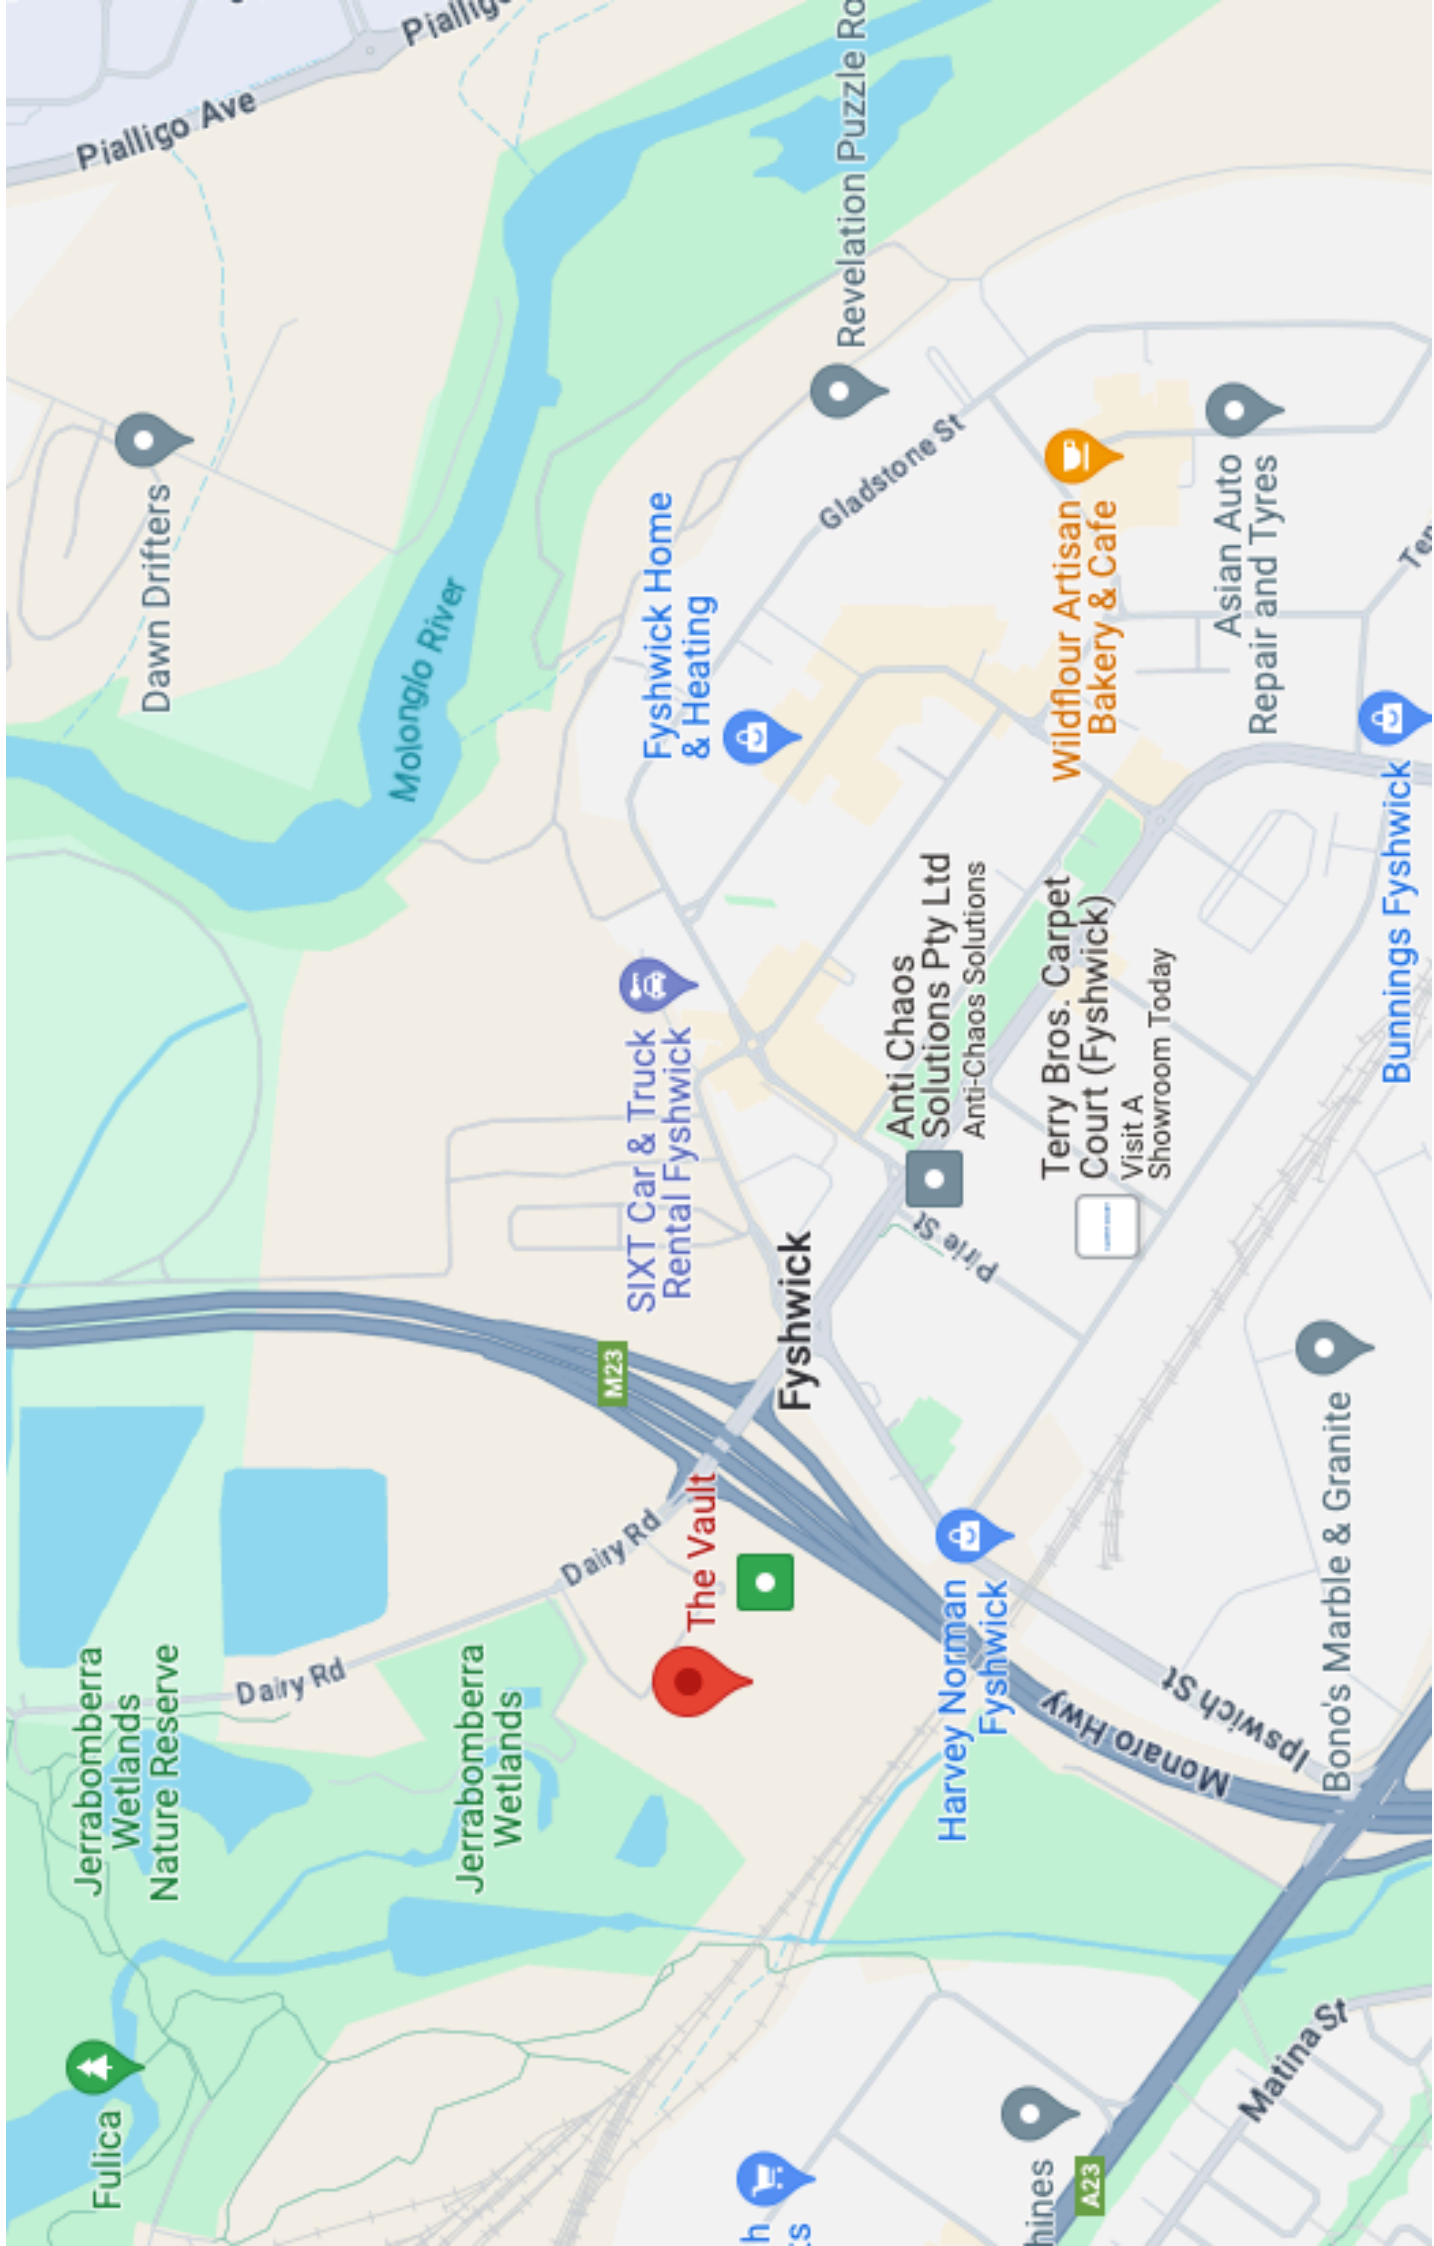 Fulica
Jerrabomberra
Wetlands
Nature Reserve
Dairy Rd
Dawn Drifters
Pialligo Ave
Jerrabomberra
Wetlands
Molonglo River
Dairy Rd
M23
SIXT Car & Truck
Rental Fyshwick
Fyshwick Home
& Heating
The Vault
Fyshwick
Revelation Puzzle Ro
Gladstone St
Anti Chaos
Solutions Pty Ltd
Anti-Chaos Solutions
Pirie St
Harvey Norman
Fyshwick
Terry Bros. Carpet
Court (Fyshwick)
Visit A
Showroom Today
Wildflour Artisan
Bakery & Cafe
hines
A23
Monaro Hwy
Ipswich St
Asian Auto
Repair and Tyres
Matina St
Bono's Marble & Granite
Bunnings Fyshwick